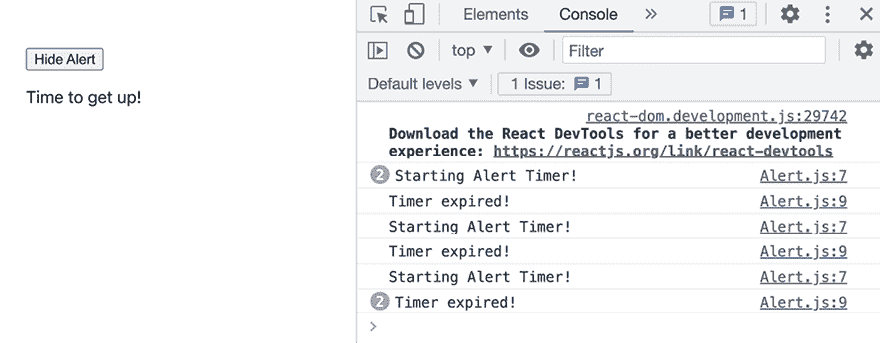 Hide Alert
Time to get up!
Elements Console » 1
top Filter
Default levels 1 Issue: 1
react-dom.development.js:29742
Download the React DevTools for a better development
experience: https://reactjs.org/link/react-devtools
2 Starting Alert Timer! Alert.js:7
Timer expired! Alert.js:9
Starting Alert Timer! Alert.js:7
Timer expired! Alert.js:9
Starting Alert Timer! Alert.js:7
2 Timer expired! Alert.js:9
>